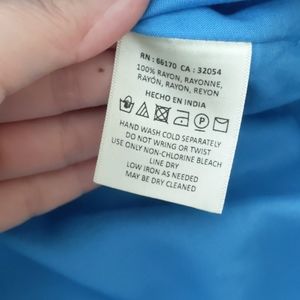 RN : 66170 CA : 32054
100% RAYON, RAYONNE,
RAYÓN, RAYON, REYON
HECHO EN INDIA
HAND WASH COLD SEPARATELY
DO NOT WRING OR TWIST
USE ONLY NON-CHLORINE BLEACH
LINE DRY
LOW IRON AS NEEDED
MAY BE DRY CLEANED